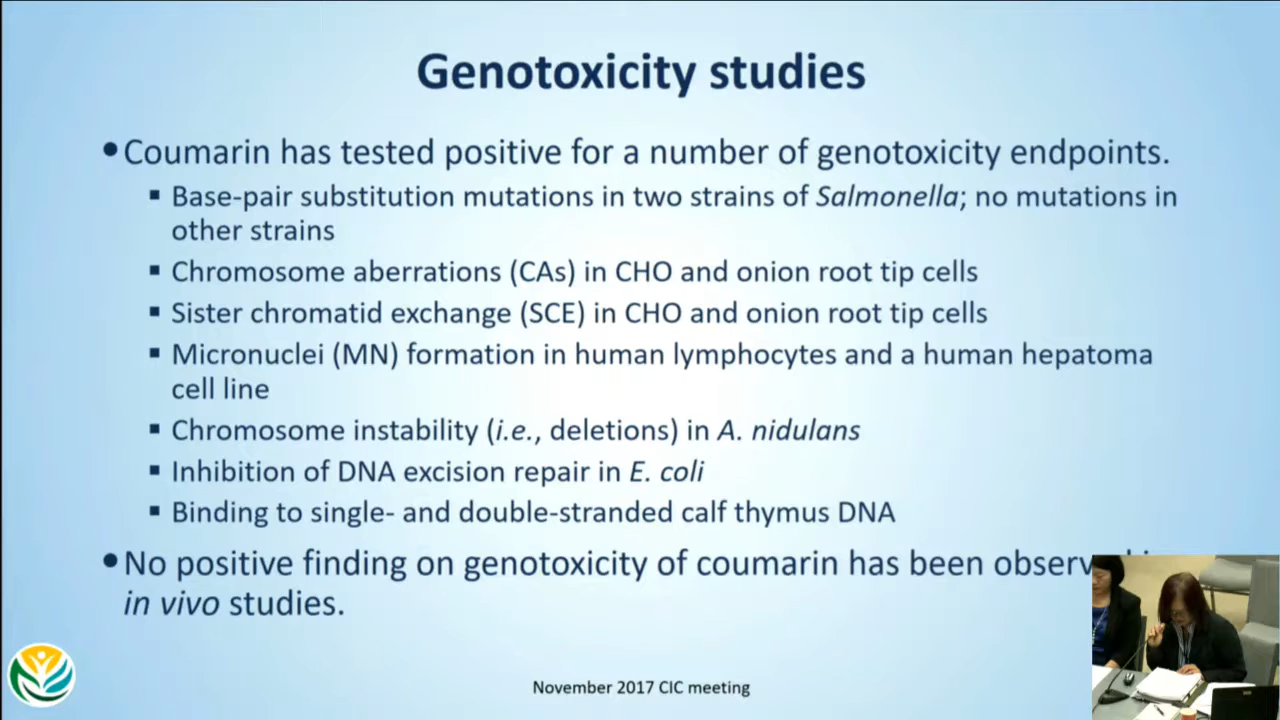 Genotoxicity studies
•Coumarin has tested positive for a number of genotoxicity endpoints.
▪ Base-pair substitution mutations in two strains of Salmonella; no mutations in
other strains
▪ Chromosome aberrations (CAs) in CHO and onion root tip cells
▪ Sister chromatid exchange (SCE) in CHO and onion root tip cells
▪ Micronuclei (MN) formation in human lymphocytes and a human hepatoma
cell line
▪ Chromosome instability (i.e., deletions) in A. nidulans
▪ Inhibition of DNA excision repair in E. coli
▪ Binding to single- and double-stranded calf thymus DNA
•No positive finding on genotoxicity of coumarin has been
in vivo studies.
November 2017 CIC meeting